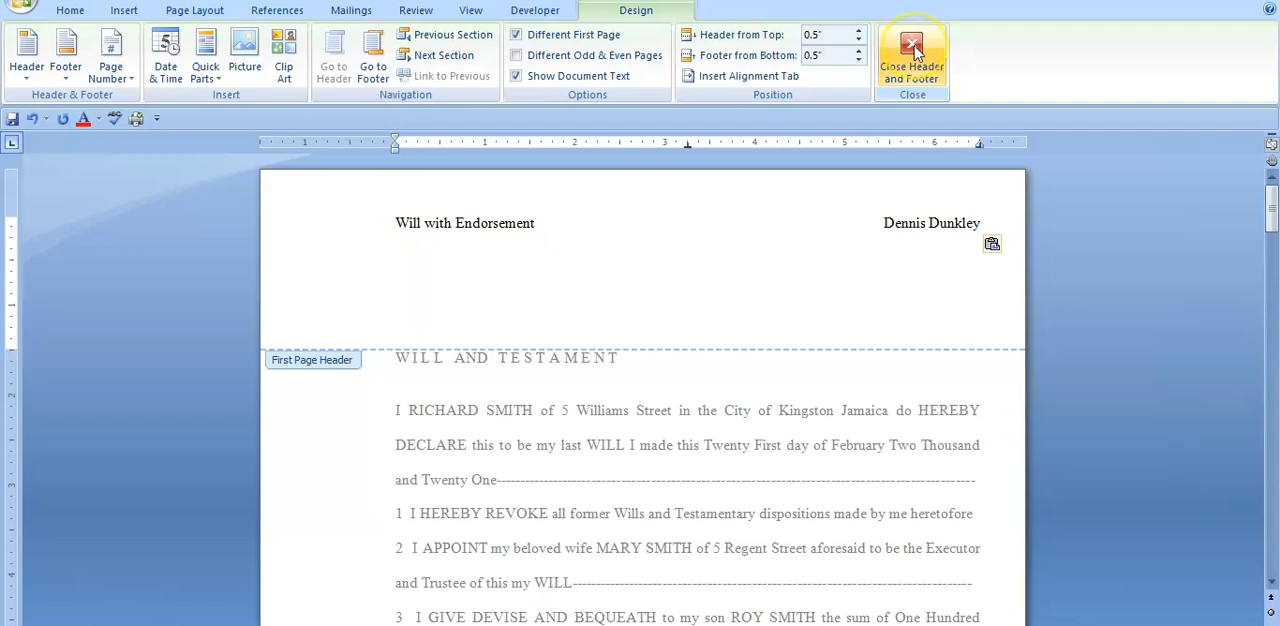 Home Insert Page Layout References Mailings Review View Developer Design
Header Footer Page Number Date & Time Quick Parts Picture Clip Art Go to Header Go to Footer Previous Section Next Section Link to Previous Different First Page Different Odd & Even Pages Show Document Text Header from Top: 0.5" Footer from Bottom: 0.5" Insert Alignment Tab Close Header and Footer
Header & Footer Insert Navigation Options Position Close
1 1 2 3 4 5 6
Will with Endorsement Dennis Dunkley
First Page Header
WILL AND TESTAMENT
I RICHARD SMITH of 5 Williams Street in the City of Kingston Jamaica do HEREBY
DECLARE this to be my last WILL I made this Twenty First day of February Two Thousand
and Twenty One------------------------------------------------------------------------------------------------
1 I HEREBY REVOKE all former Wills and Testamentary dispositions made by me heretofore
2 I APPOINT my beloved wife MARY SMITH of 5 Regent Street aforesaid to be the Executor
and Trustee of this my WILL--------------------------------------------------------------------------------
3 I GIVE DEVISE AND BEQUEATH to my son ROY SMITH the sum of One Hundred